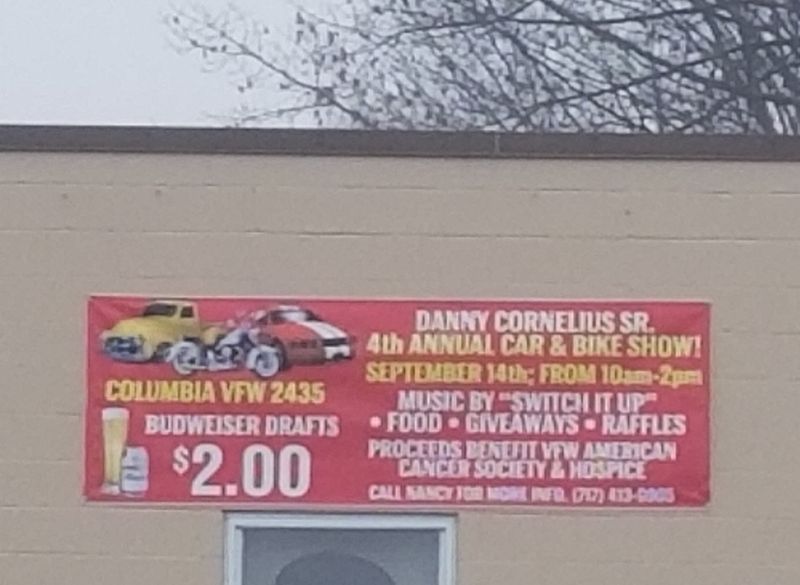 DANNY CORNELIUS SR.
4th ANNUAL CAR & BIKE SHOW!
SEPTEMBER 14th; FROM 10am-2pm
COLUMBIA VFW 2435
BUDWEISER DRAFTS
$2.00
MUSIC BY "SWITCH IT UP"
• FOOD • GIVEAWAYS • RAFFLES
PROCEEDS BENEFIT VFW AMERICAN
CANCER SOCIETY & HOSPICE
CALL NANCY FOR MORE INFO. (717) 413-